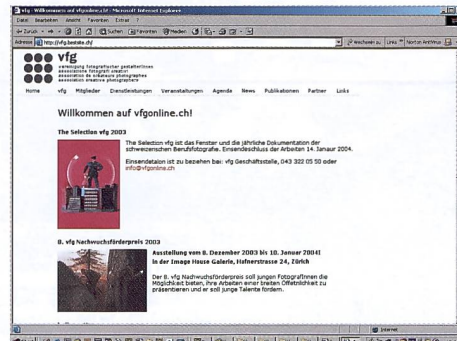 vfg - Willkommen auf vfgonline.ch! - Microsoft Internet Explorer
Datei Bearbeiten Ansicht Favoriten Extras ?
Zurück Suchen Favoriten Medien
Adresse http://vfg.bestsite.ch/ Wechseln zu Links Norton AntiVirus
vfg
vereinigung fotografischer gestalterInnen
associazione fotografi creativi
association de créateurs photographes
association creative photographers
Home vfg Mitglieder Dienstleistungen Veranstaltungen Agenda News Publikationen Partner Links
Willkommen auf vfgonline.ch!
The Selection vfg 2003
The Selection vfg ist das Fenster und die jährliche Dokumentation der
schweizerischen Berufsfotografie. Einsendeschluss der Arbeiten 14. Januar 2004.
Einsendetalon ist zu beziehen bei: vfg Geschäftsstelle, 043 322 05 50 oder
info@vfgonline.ch
8. vfg Nachwuchsförderpreis 2003
Ausstellung vom 8. Dezember 2003 bis 10. Januar 2004!
in der Image House Galerie, Hafnerstrasse 24, Zürich
Der 8. vfg Nachwuchsförderpreis soll jungen FotografInnen die
Möglichkeit bieten, ihre Arbeiten einer breiten Öffentlichkeit zu
präsentieren und er soll junge Talente fördern.
Internet